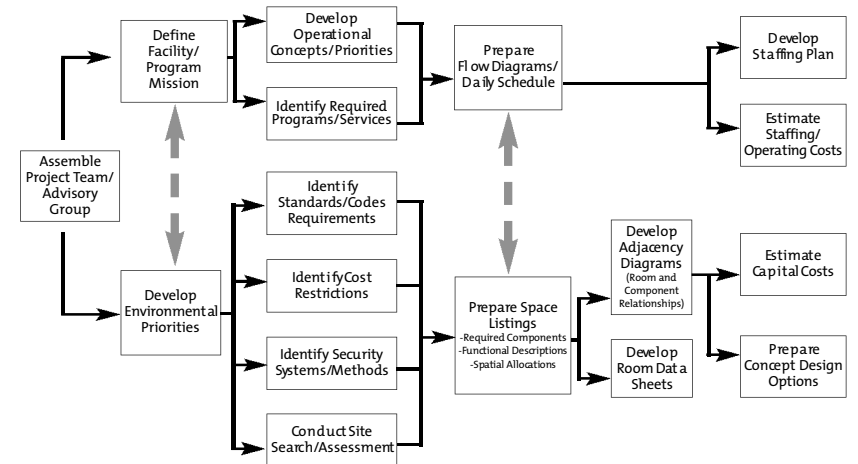 Assemble
Project Team/
Advisory
Group
Define
Facility/
Program
Mission
Develop
Operational
Concepts/Priorities
Identify Required
Programs/Services
Prepare
Flow Diagrams/
Daily Schedule
Develop
Staffing Plan
Estimate
Staffing/
Operating Costs
Develop
Environmental
Priorities
Identify
Standards/Codes
Requirements
Identify Cost
Restrictions
Identify Security
Systems/Methods
Conduct Site
Search/Assessment
Prepare Space
Listings
-Required Components
-Functional Descriptions
-Spatial Allocations
Develop
Adjacency
Diagrams
(Room and
Component
Relationships)
Develop
Room Data
Sheets
Estimate
Capital Costs
Prepare
Concept Design
Options